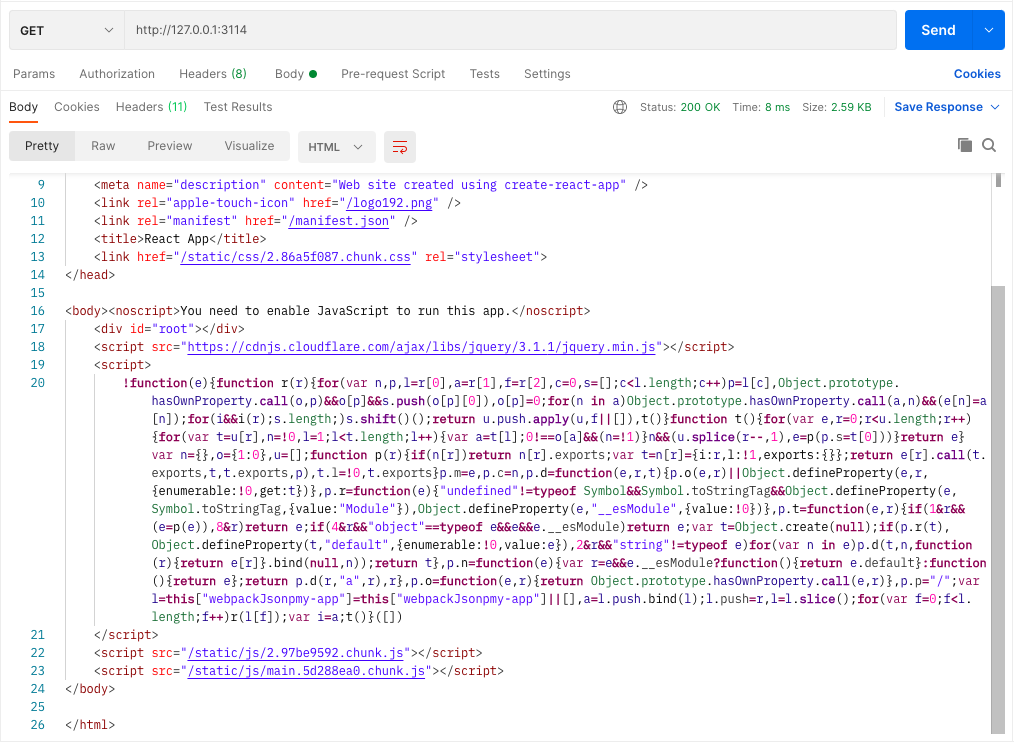 GET
http://127.0.0.1:3114
Send
Params Authorization Headers (8) Body Pre-request Script Tests Settings Cookies
Body Cookies Headers (11) Test Results Status: 200 OK Time: 8 ms Size: 2.59 KB Save Response
Pretty Raw Preview Visualize HTML
9 <meta name="description" content="Web site created using create-react-app" />
10 <link rel="apple-touch-icon" href="/logo192.png" />
11 <link rel="manifest" href="/manifest.json" />
12 <title>React App</title>
13 <link href="/static/css/2.86a5f087.chunk.css" rel="stylesheet">
14 </head>
15
16 <body><noscript>You need to enable JavaScript to run this app.</noscript>
17 <div id="root"></div>
18 <script src="https://cdnjs.cloudflare.com/ajax/libs/jquery/3.1.1/jquery.min.js"></script>
19 <script>
20 !function(e){function r(r){for(var n,p,l=r[0],a=r[1],f=r[2],c=0,s=[];c<l.length;c++)p=l[c],Object.prototype.
hasOwnProperty.call(o,p)&&o[p]&&s.push(o[p][0]),o[p]=0;for(n in a)Object.prototype.hasOwnProperty.call(a,n)&&(e[n]=a
[n]);for(i&&i(r);s.length;)s.shift()();return u.push.apply(u,f||[]),t()}function t(){for(var e,r=0;r<u.length;r++)
{for(var t=u[r],n=!0,l=1;l<t.length;l++){var a=t[l];0!==o[a]&&(n=!1)}n&&(u.splice(r--,1),e=p(p.s=t[0]))}return e}
var n={},o={1:0},u=[];function p(r){if(n[r])return n[r].exports;var t=n[r]={i:r,l:!1,exports:{}};return e[r].call(t.
exports,t,t.exports,p),t.l=!0,t.exports}p.m=e,p.c=n,p.d=function(e,r,t){p.o(e,r)||Object.defineProperty(e,r,
{enumerable:!0,get:t})},p.r=function(e){"undefined"!=typeof Symbol&&Symbol.toStringTag&&Object.defineProperty(e,
Symbol.toStringTag,{value:"Module"}),Object.defineProperty(e,"__esModule",{value:!0})},p.t=function(e,r){if(1&r&&
(e=p(e)),8&r)return e;if(4&r&&"object"==typeof e&&e&&e.__esModule)return e;var t=Object.create(null);if(p.r(t),
Object.defineProperty(t,"default",{enumerable:!0,value:e}),2&r&&"string"!=typeof e)for(var n in e)p.d(t,n,function
(r){return e[r]}.bind(null,n));return t},p.n=function(e){var r=e&&e.__esModule?function(){return e.default}:function
(){return e};return p.d(r,"a",r),r},p.o=function(e,r){return Object.prototype.hasOwnProperty.call(e,r)},p.p="/";var
l=this["webpackJsonpmy-app"]=this["webpackJsonpmy-app"]||[],a=l.push.bind(l);l.push=r,l=l.slice();for(var f=0;f<l.
length;f++)r(l[f]);var i=a;t()}([])
21 </script>
22 <script src="/static/js/2.97be9592.chunk.js"></script>
23 <script src="/static/js/main.5d288ea0.chunk.js"></script>
24 </body>
25
26 </html>